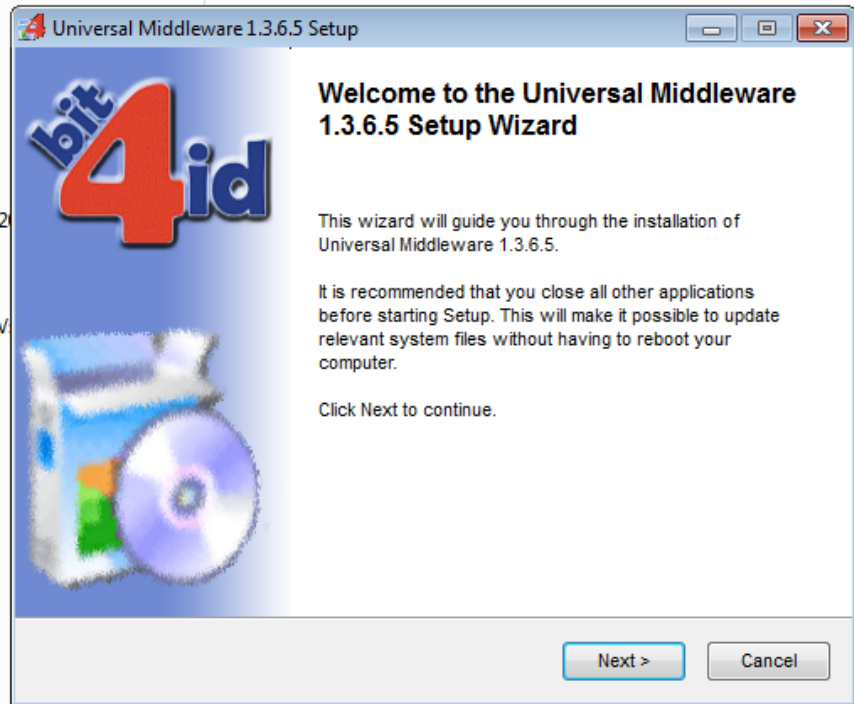 Universal Middleware 1.3.6.5 Setup
bit
4id
Welcome to the Universal Middleware
1.3.6.5 Setup Wizard
This wizard will guide you through the installation of
Universal Middleware 1.3.6.5.
It is recommended that you close all other applications
before starting Setup. This will make it possible to update
relevant system files without having to reboot your
computer.
Click Next to continue.
Next >
Cancel